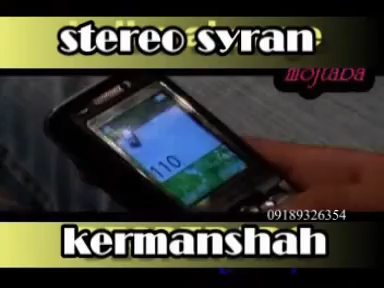 stereo syran
mojtaba
110
09189326354
kermanshah